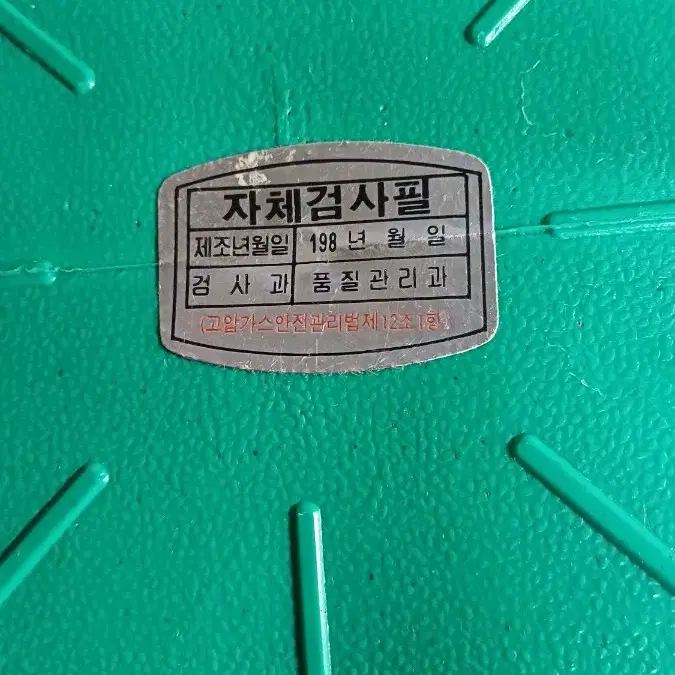 자체검사필
제조년월일 198 년 월 일
검사과 품질관리과
(고압가스안전관리법제12조1항)